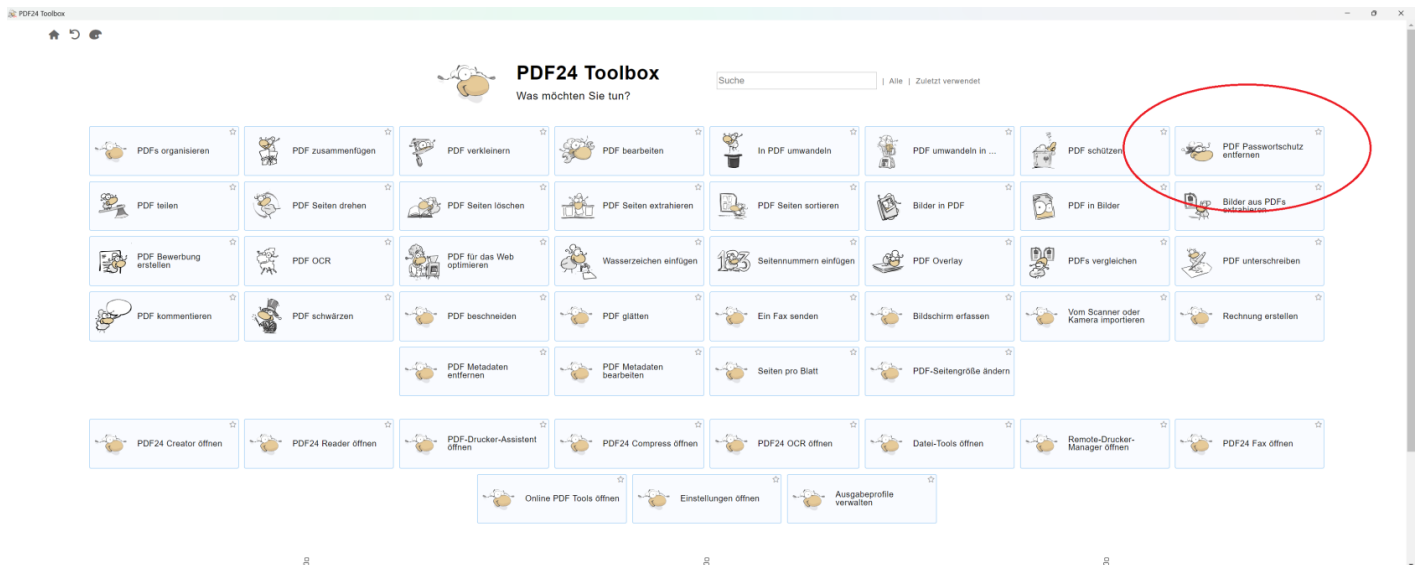 PDF24 Toolbox
PDF24 Toolbox
Was möchten Sie tun?
Suche
| Alle | Zuletzt verwendet
PDFs organisieren
PDF zusammenfügen
PDF verkleinern
PDF bearbeiten
In PDF umwandeln
PDF umwandeln in ...
PDF schützen
PDF Passwortschutz
entfernen
PDF teilen
PDF Seiten drehen
PDF Seiten löschen
PDF Seiten extrahieren
PDF Seiten sortieren
Bilder in PDF
PDF in Bilder
Bilder aus PDFs
extrahieren
PDF Bewerbung
erstellen
PDF OCR
PDF für das Web
optimieren
Wasserzeichen einfügen
123
Seitennummern einfügen
PDF Overlay
PDFs vergleichen
PDF unterschreiben
PDF kommentieren
PDF schwärzen
PDF beschneiden
PDF glätten
Ein Fax senden
Bildschirm erfassen
Vom Scanner oder
Kamera importieren
Rechnung erstellen
PDF Metadaten
entfernen
PDF Metadaten
bearbeiten
Seiten pro Blatt
PDF-Seitengröße ändern
PDF24 Creator öffnen
PDF24 Reader öffnen
PDF-Drucker-Assistent
öffnen
PDF24 Compress öffnen
PDF24 OCR öffnen
Datei-Tools öffnen
Remote-Drucker-
Manager öffnen
PDF24 Fax öffnen
Online PDF Tools öffnen
Einstellungen öffnen
Ausgabeprofile
verwalten